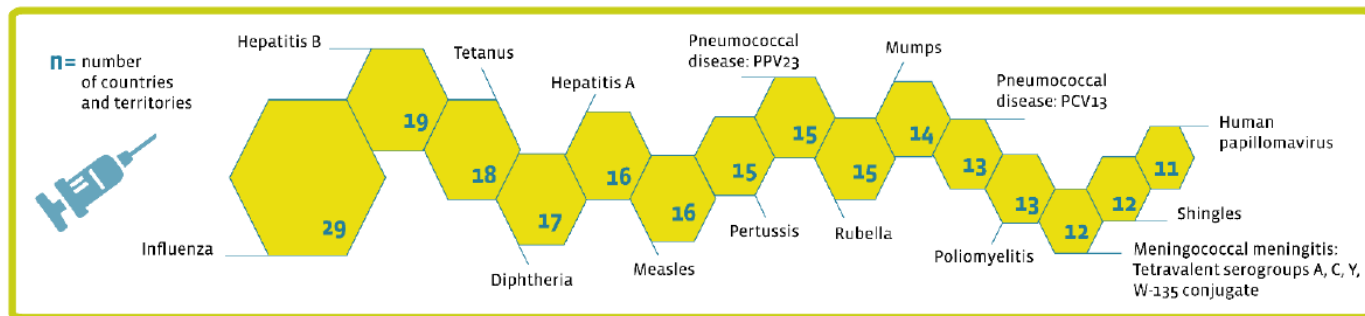 n= number
of countries
and territories
Hepatitis B
19
Tetanus
18
Hepatitis A
16
Pneumococcal
disease: PPV23
15
Mumps
14
Pneumococcal
disease: PCV13
13
Human
papillomavirus
11
29
Influenza
17
Diphtheria
16
Measles
15
Pertussis
15
Rubella
13
Poliomyelitis
12
Shingles
12
Meningococcal meningitis:
Tetravalent serogroups A, C, Y,
W-135 conjugate